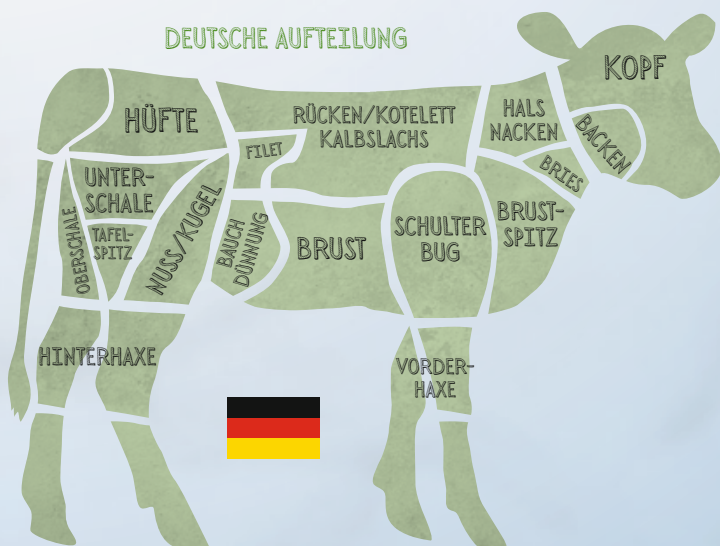 DEUTSCHE AUFTEILUNG
KOPF
HÜFTE
RÜCKEN/KOTELETT
KALBSLACHS
HALS
NACKEN
BACKEN
FILET
BRIES
UNTER-
SCHALE
TAFEL-
SPITZ
OBERSCHALE
NUSS/KUGEL
BAUCH
DÜNNUNG
BRUST
SCHULTER
BUG
BRUST-
SPITZ
HINTERHAXE
VORDER-
HAXE